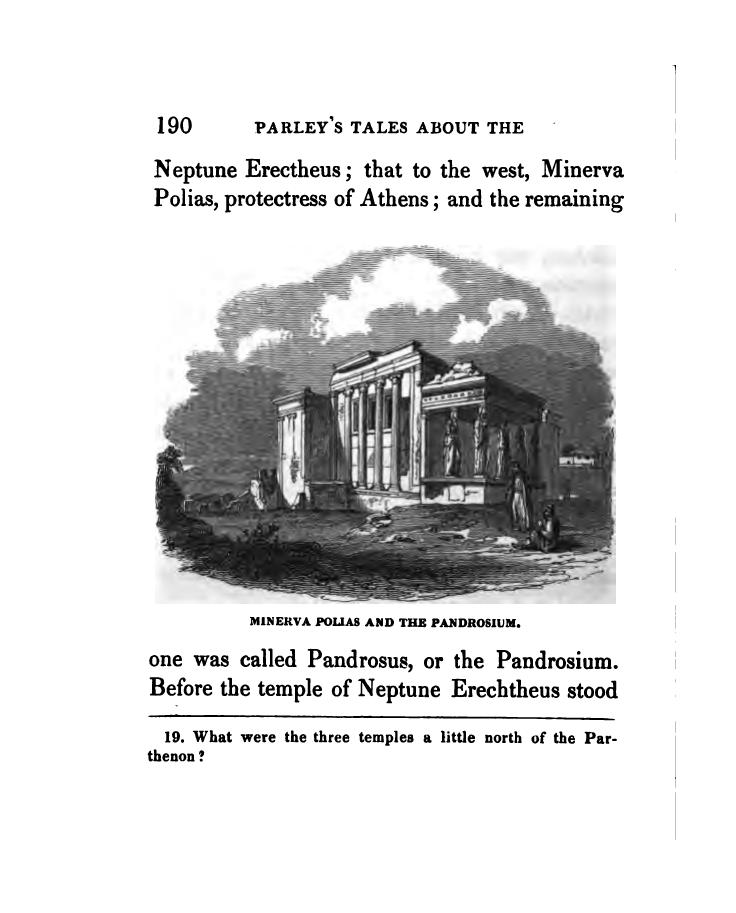 190 PARLEY'S TALES ABOUT THE
Neptune Erectheus; that to the west, Minerva
Polias, protectress of Athens; and the remaining
MINERVA POLIAS AND THE PANDROSIUM.
one was called Pandrosus, or the Pandrosium.
Before the temple of Neptune Erechtheus stood
19. What were the three temples a little north of the Par-
thenon?